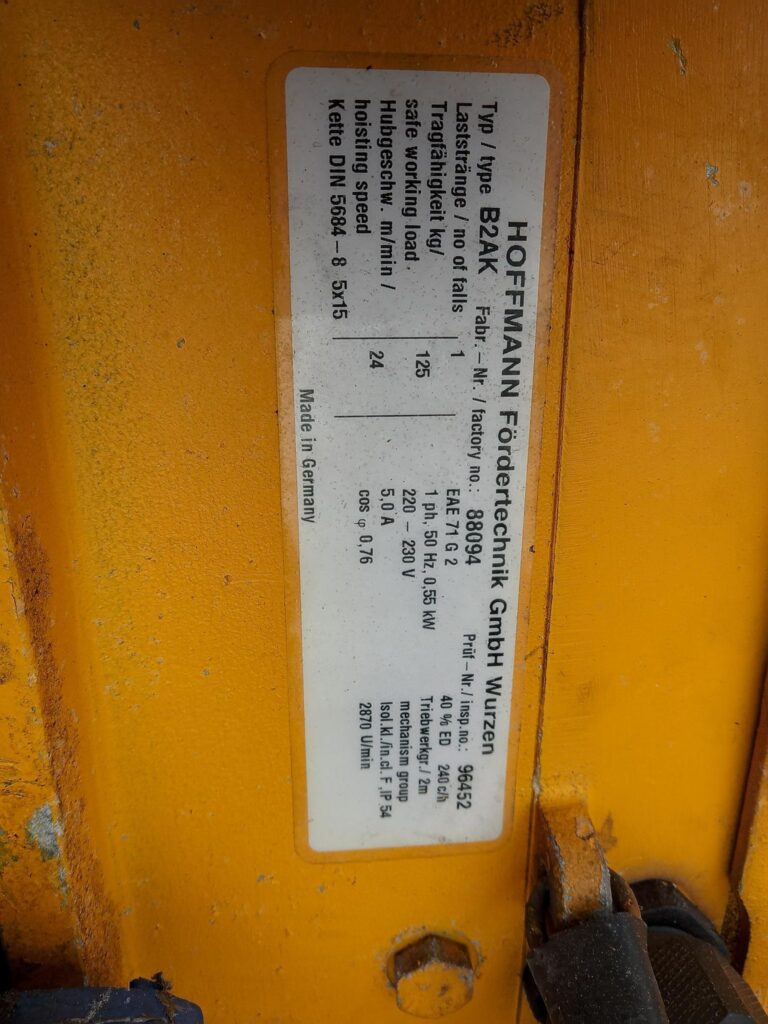 HOFFMANN Fördertechnik GmbH Wurzen
Typ / type B2AK Fabr.-Nr. / factory no.: 88094 Prüf-Nr./ insp.no.: 96452
Laststränge / no of falls 1 EAE 71 G 2 40 % ED 240 c/h
Tragfähigkeit kg/ 1 ph, 50 Hz, 0,55 kW Triebwerkgr./ 2m
safe working load. 125 220 - 230 V mechanism group
Hubgeschw. m/min / 24 5,0 A Isol.kl./in.cl. F ,IP 54
hoisting speed cos φ 0,76 2870 U/min
Kette DIN 5684-8 5x15
Made in Germany